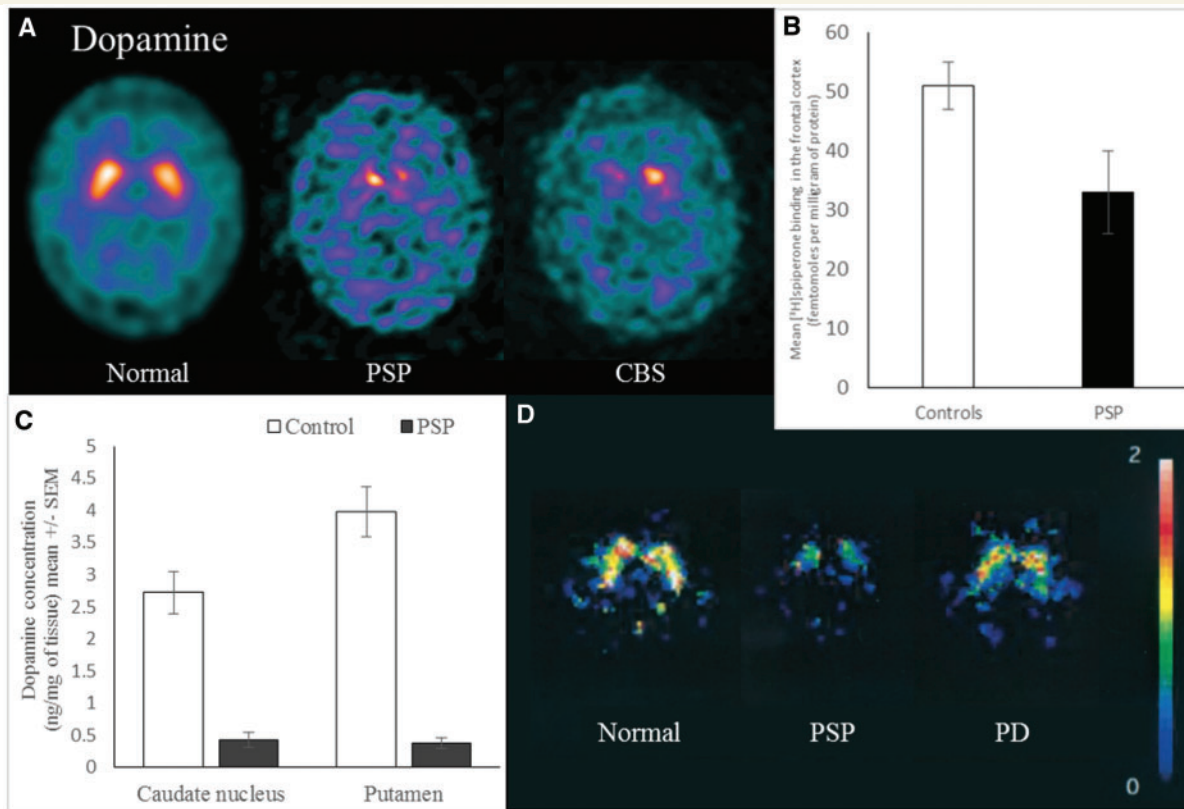 A
Dopamine
Normal
PSP
CBS
B
Mean [³H]spiperone binding in the frontal cortex
(femtomoles per milligram of protein)
60
50
40
30
20
10
0
Controls
PSP
C
Control
PSP
Dopamine concentration
(ng/mg of tissue) mean +/- SEM
5
4.5
4
3.5
3
2.5
2
1.5
1
0.5
0
Caudate nucleus
Putamen
D
Normal
PSP
PD
2
0